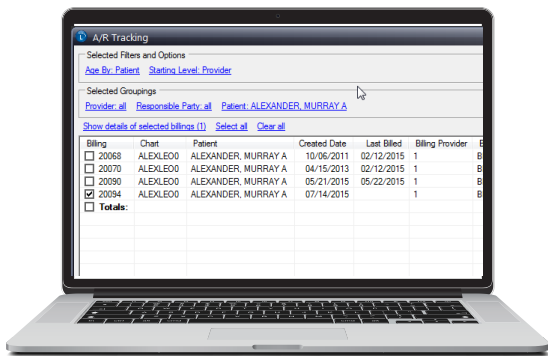 A/R Tracking
Selected Filters and Options
Age By: Patient Starting Level: Provider
Selected Groupings
Provider: all Responsible Party: all Patient: ALEXANDER, MURRAY A
Show details of selected billings (1) Select all Clear all
Billing Chart Patient Created Date Last Billed Billing Provider
20068 ALEXLEO0 ALEXANDER, MURRAY A 10/06/2011 02/12/2015 1
20070 ALEXLEO0 ALEXANDER, MURRAY A 04/15/2013 02/12/2015 1
20090 ALEXLEO0 ALEXANDER, MURRAY A 05/21/2015 05/22/2015 1
20094 ALEXLEO0 ALEXANDER, MURRAY A 07/14/2015 1
Totals: